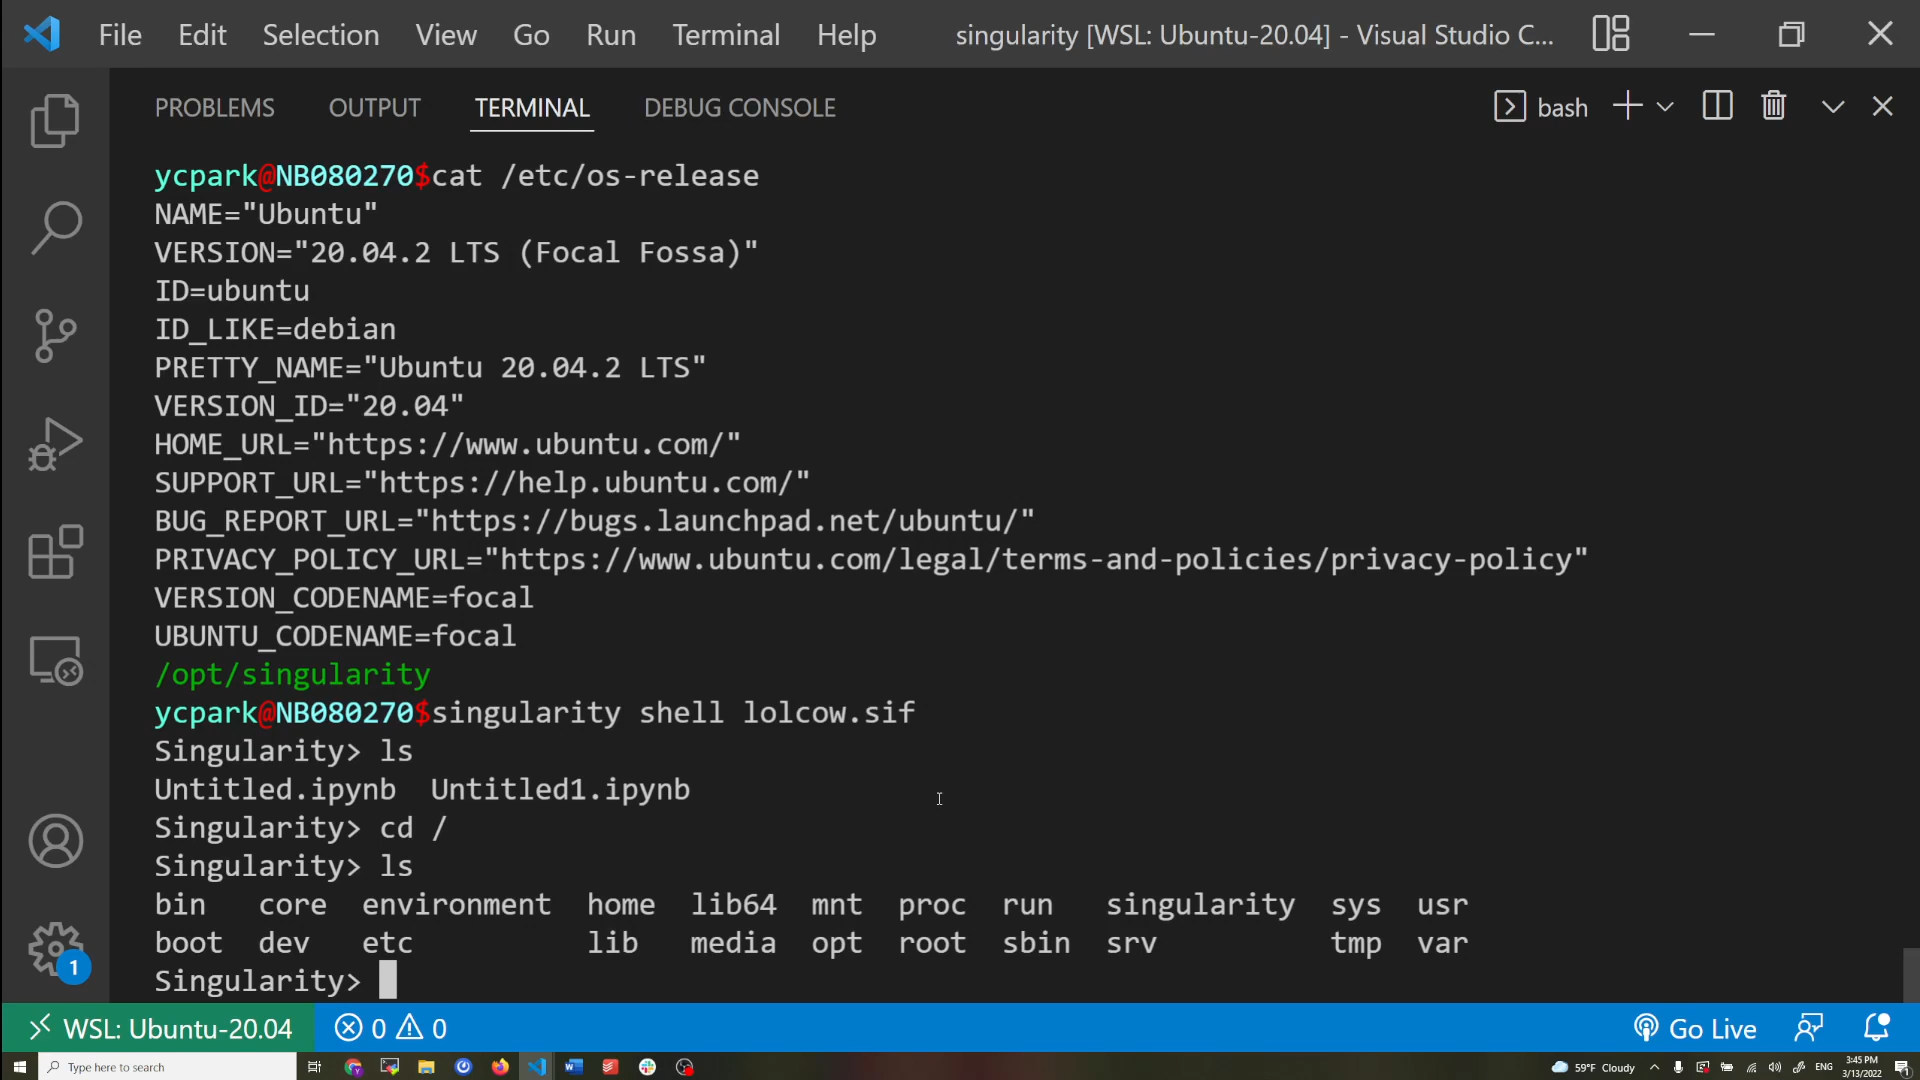 File Edit Selection View Go Run Terminal Help singularity [WSL: Ubuntu-20.04] - Visual Studio C...
PROBLEMS OUTPUT TERMINAL DEBUG CONSOLE bash
ycpark@NB080270$cat /etc/os-release
NAME="Ubuntu"
VERSION="20.04.2 LTS (Focal Fossa)"
ID=ubuntu
ID_LIKE=debian
PRETTY_NAME="Ubuntu 20.04.2 LTS"
VERSION_ID="20.04"
HOME_URL="https://www.ubuntu.com/"
SUPPORT_URL="https://help.ubuntu.com/"
BUG_REPORT_URL="https://bugs.launchpad.net/ubuntu/"
PRIVACY_POLICY_URL="https://www.ubuntu.com/legal/terms-and-policies/privacy-policy"
VERSION_CODENAME=focal
UBUNTU_CODENAME=focal
/opt/singularity
ycpark@NB080270$singularity shell lolcow.sif
Singularity> ls
Untitled.ipynb  Untitled1.ipynb
Singularity> cd /
Singularity> ls
bin   core  environment  home  lib64  mnt  proc  run   singularity  sys  usr
boot  dev   etc          lib   media  opt  root  sbin  srv          tmp  var
Singularity>
1
WSL: Ubuntu-20.04 0 0 Go Live
Type here to search 59°F Cloudy ENG 3:45 PM
3/13/2022